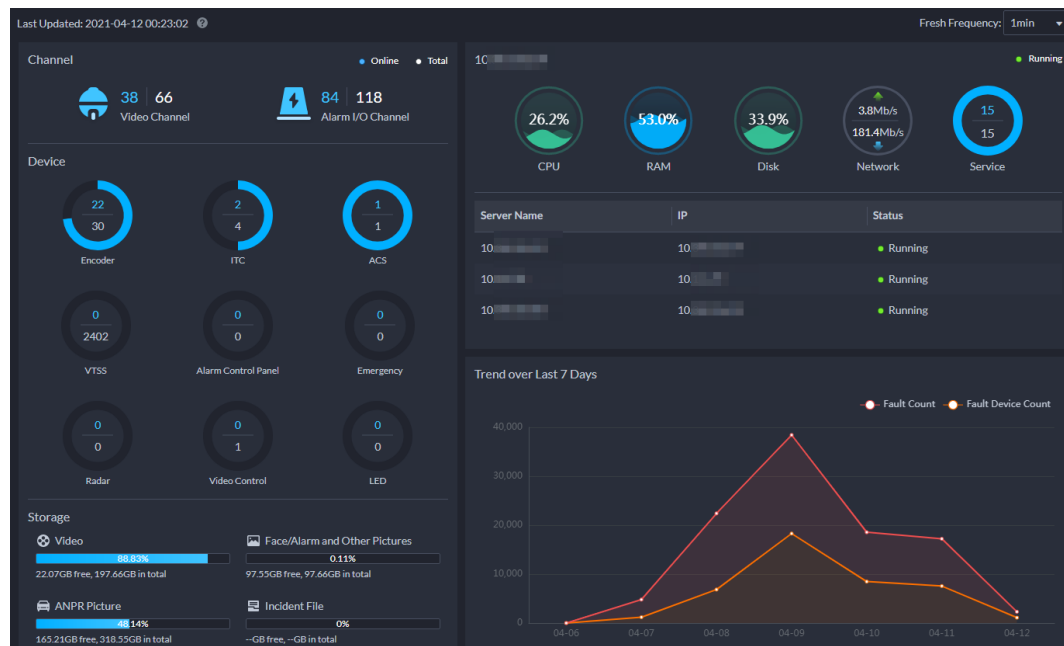 Last Updated: 2021-04-12 00:23:02
Fresh Frequency: 1min
Channel
Online Total
38 66
Video Channel
84 118
Alarm I/O Channel
Device
22
30
Encoder
2
4
ITC
1
1
ACS
0
2402
VTSS
0
0
Alarm Control Panel
0
0
Emergency
0
0
Radar
0
1
Video Control
0
0
LED
Storage
Video
88.83%
22.07GB free, 197.66GB in total
Face/Alarm and Other Pictures
0.11%
97.55GB free, 97.66GB in total
ANPR Picture
48.14%
165.21GB free, 318.55GB in total
Incident File
0%
--GB free, --GB in total
10
Running
26.2%
CPU
53.0%
RAM
33.9%
Disk
3.8Mb/s
181.4Mb/s
Network
15
15
Service
Server Name IP Status
10 10 Running
10 10 Running
10 10 Running
Trend over Last 7 Days
Fault Count Fault Device Count
40,000
30,000
20,000
10,000
0
04-06 04-07 04-08 04-09 04-10 04-11 04-12